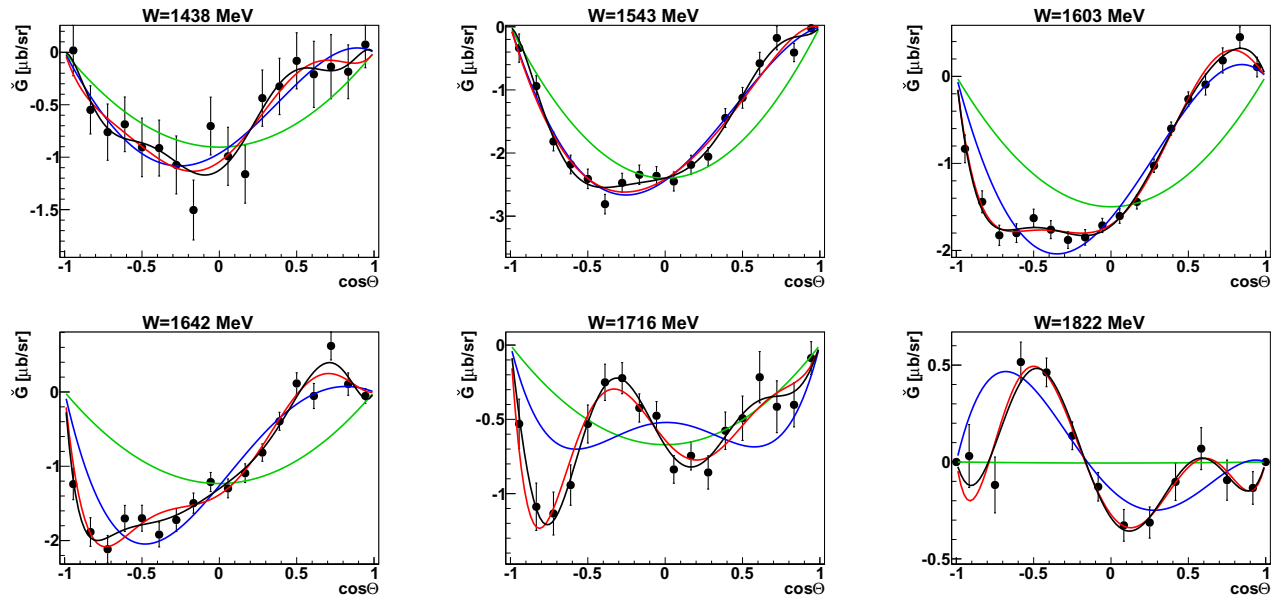 W=1438 MeV
Ǧ [μb/sr]
0
-0.5
-1
-1.5
-1 -0.5 0 0.5 1
cosΘ
W=1543 MeV
Ǧ [μb/sr]
0
-1
-2
-3
-1 -0.5 0 0.5 1
cosΘ
W=1603 MeV
Ǧ [μb/sr]
0
-1
-2
-1 -0.5 0 0.5 1
cosΘ
W=1642 MeV
Ǧ [μb/sr]
0
-1
-2
-1 -0.5 0 0.5 1
cosΘ
W=1716 MeV
Ǧ [μb/sr]
0
-0.5
-1
-1 -0.5 0 0.5 1
cosΘ
W=1822 MeV
Ǧ [μb/sr]
0.5
0
-0.5
-1 -0.5 0 0.5 1
cosΘ